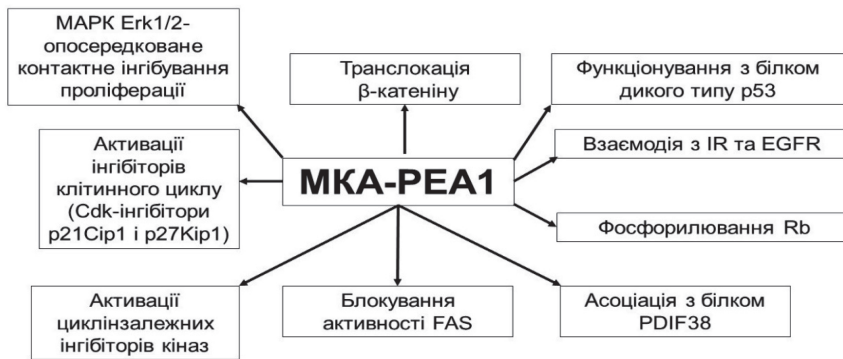 МАРК Erk1/2-
опосередковане
контактне інгібування
проліферації
Транслокація
β-катеніну
Функціонування з білком
дикого типу р53
Активації
інгібіторів
клітинного циклу
(Cdk-інгібітори
p21Cip1 і p27Kip1)
МКА-РЕА1
Взаємодія з IR та EGFR
Фосфорилювання Rb
Активації
циклінзалежних
інгібіторів кіназ
Блокування
активності FAS
Асоціація з білком
PDIF38